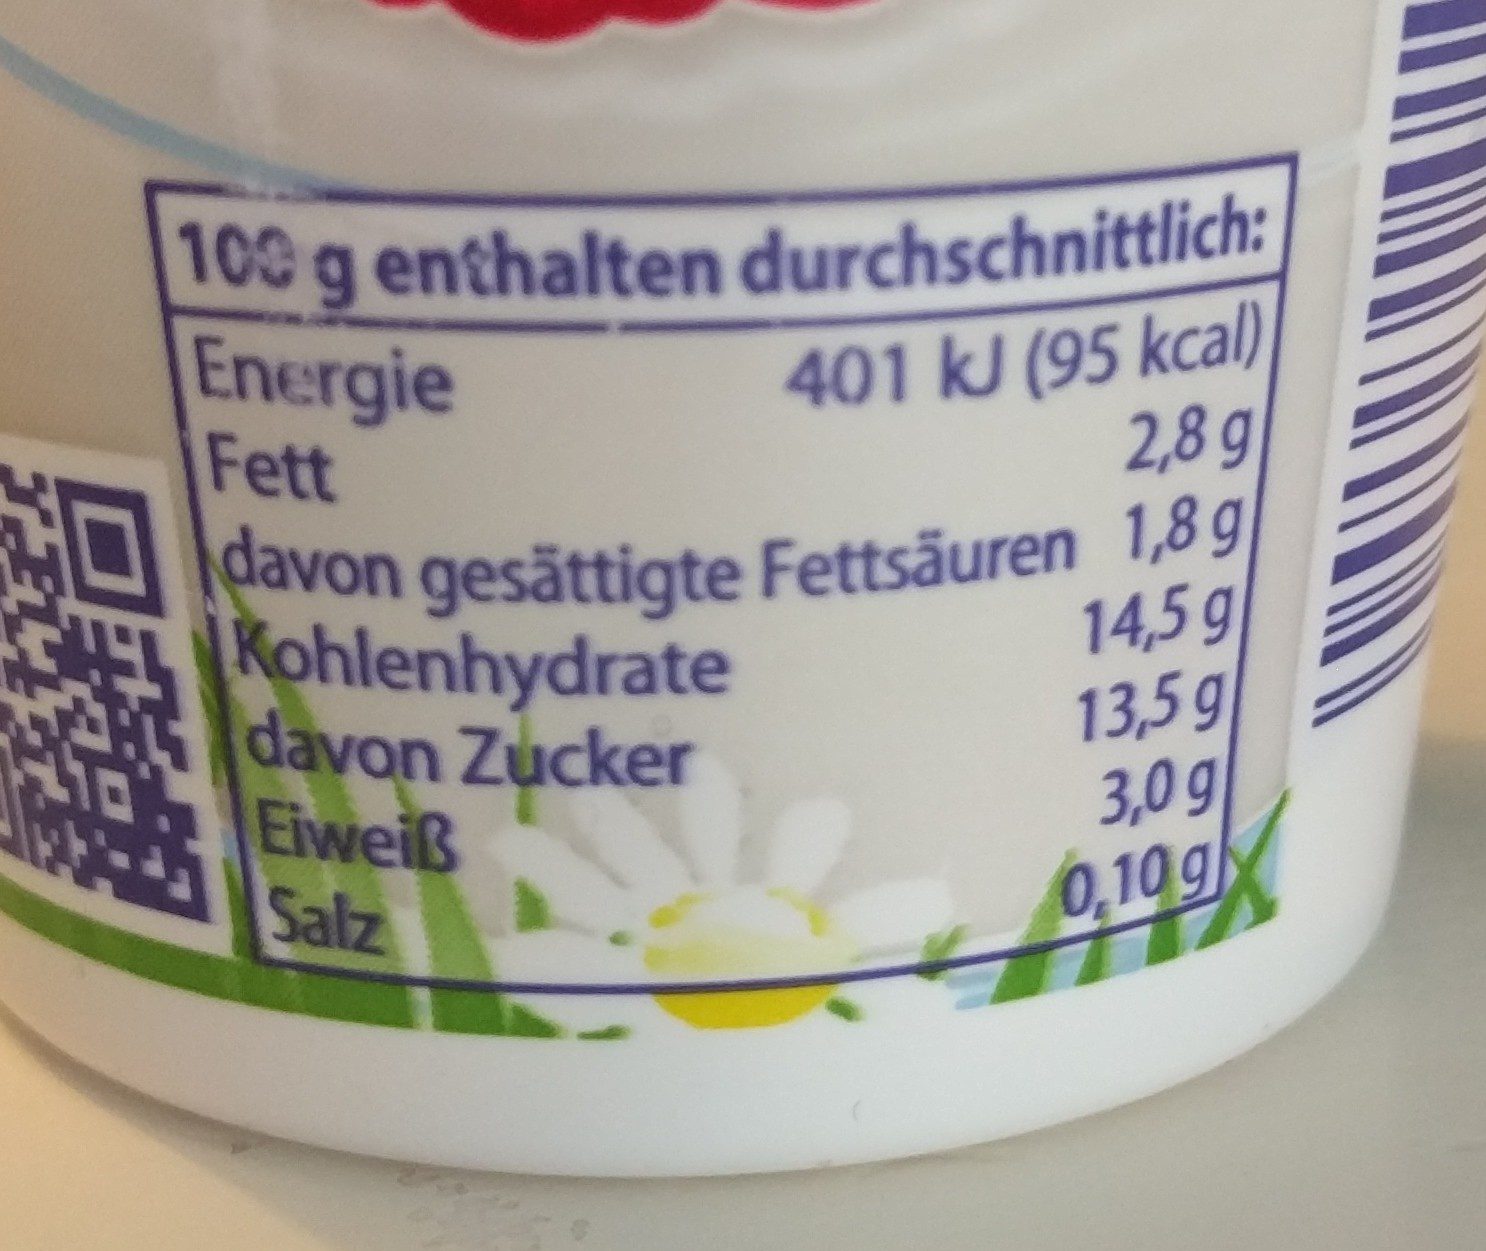 100 g enthalten durchschnittlich:
Energie 401 kJ (95 kcal)
Fett 2,8 g
davon gesättigte Fettsäuren 1,8 g
Kohlenhydrate 14,5 g
davon Zucker 13,5 g
Eiweiß 3,0 g
Salz 0,10 g